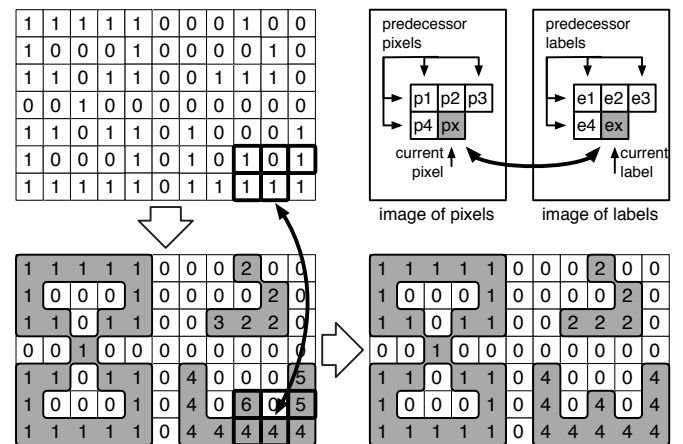 1 1 1 1 1 0 0 0 1 0 0
1 0 0 0 1 0 0 0 0 1 0
1 1 0 1 1 0 0 1 1 1 0
0 0 1 0 0 0 0 0 0 0 0
1 1 0 1 1 0 1 0 0 0 1
1 0 0 0 1 0 1 0 1 0 1
1 1 1 1 1 0 1 1 1 1 1
predecessor
pixels
p1 p2 p3
p4 px
current
pixel
image of pixels
predecessor
labels
e1 e2 e3
e4 ex
current
label
image of labels
1 1 1 1 1 0 0 0 2 0 0
1 0 0 0 1 0 0 0 0 2 0
1 1 0 1 1 0 0 3 2 2 0
0 0 1 0 0 0 0 0 0 0 0
1 1 0 1 1 0 4 0 0 0 5
1 0 0 0 1 0 4 0 6 0 5
1 1 1 1 1 0 4 4 4 4 4
1 1 1 1 1 0 0 0 2 0 0
1 0 0 0 1 0 0 0 0 2 0
1 1 0 1 1 0 0 2 2 2 0
0 0 1 0 0 0 0 0 0 0 0
1 1 0 1 1 0 4 0 0 0 4
1 0 0 0 1 0 4 0 4 0 4
1 1 1 1 1 0 4 4 4 4 4